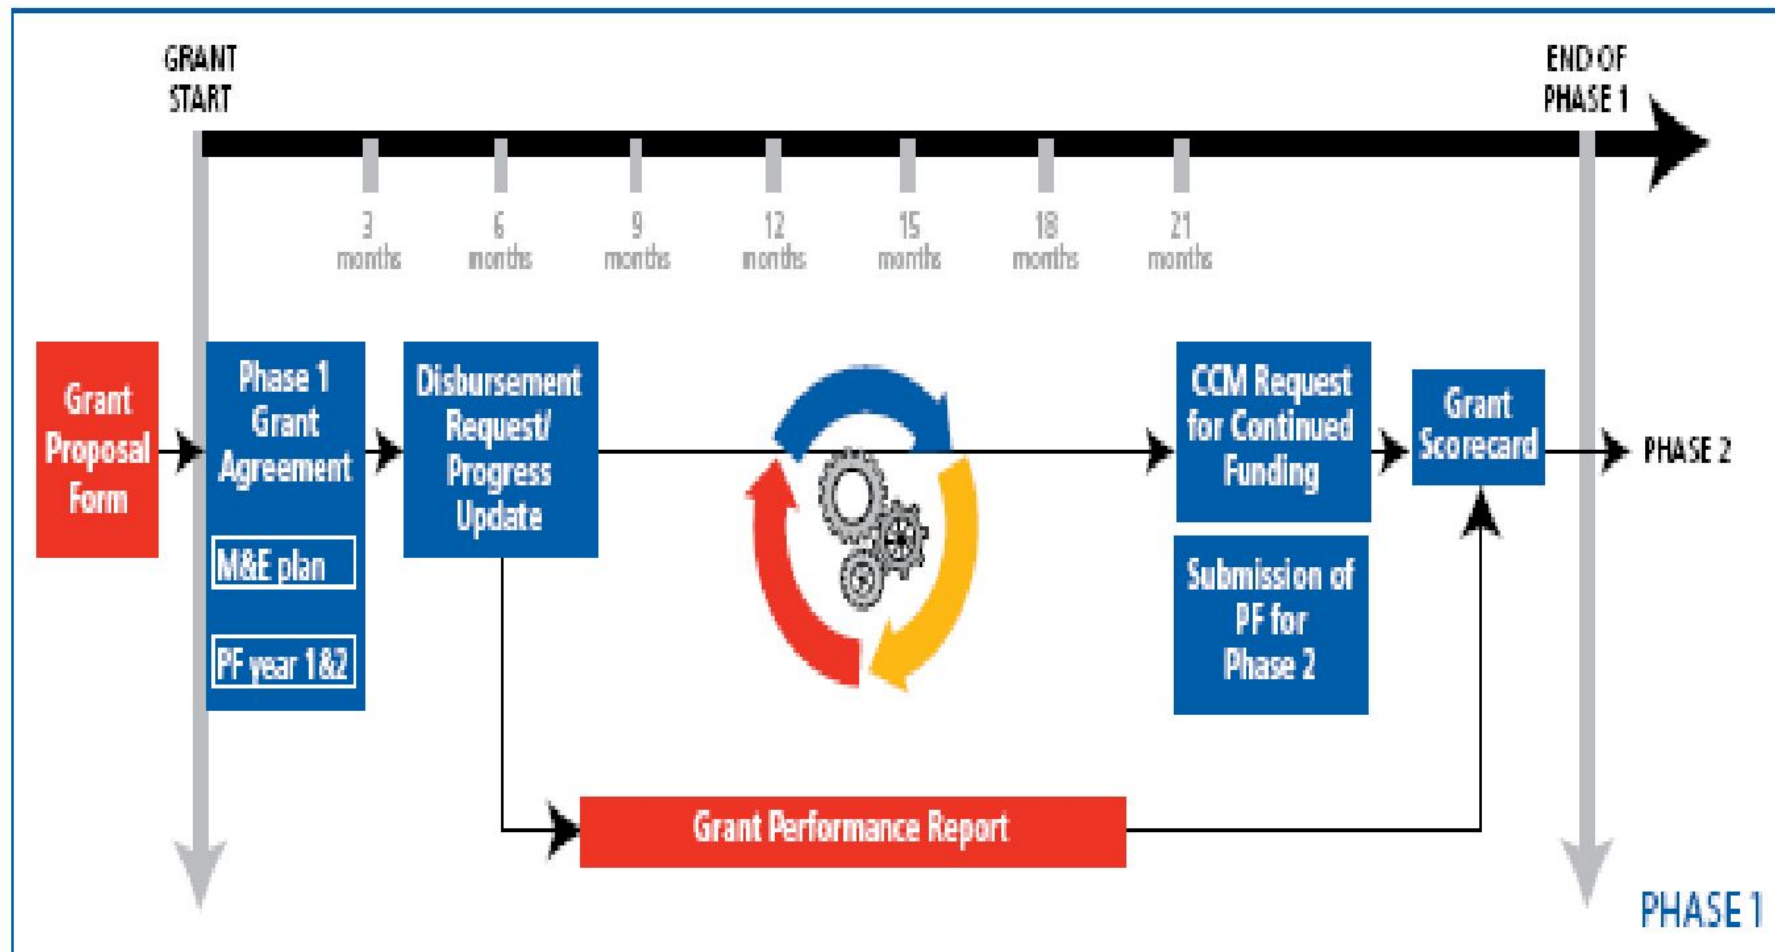 GRANT
START
END OF
PHASE 1
3
months
6
months
9
months
12
months
15
months
18
months
21
months
Grant
Proposal
Form
Phase 1
Grant
Agreement
M&E plan
PF year 1&2
Disbursement
Request/
Progress
Update
CCM Request
for Continued
Funding
Submission of
PF for
Phase 2
Grant
Scorecard
PHASE 2
Grant Performance Report
PHASE 1